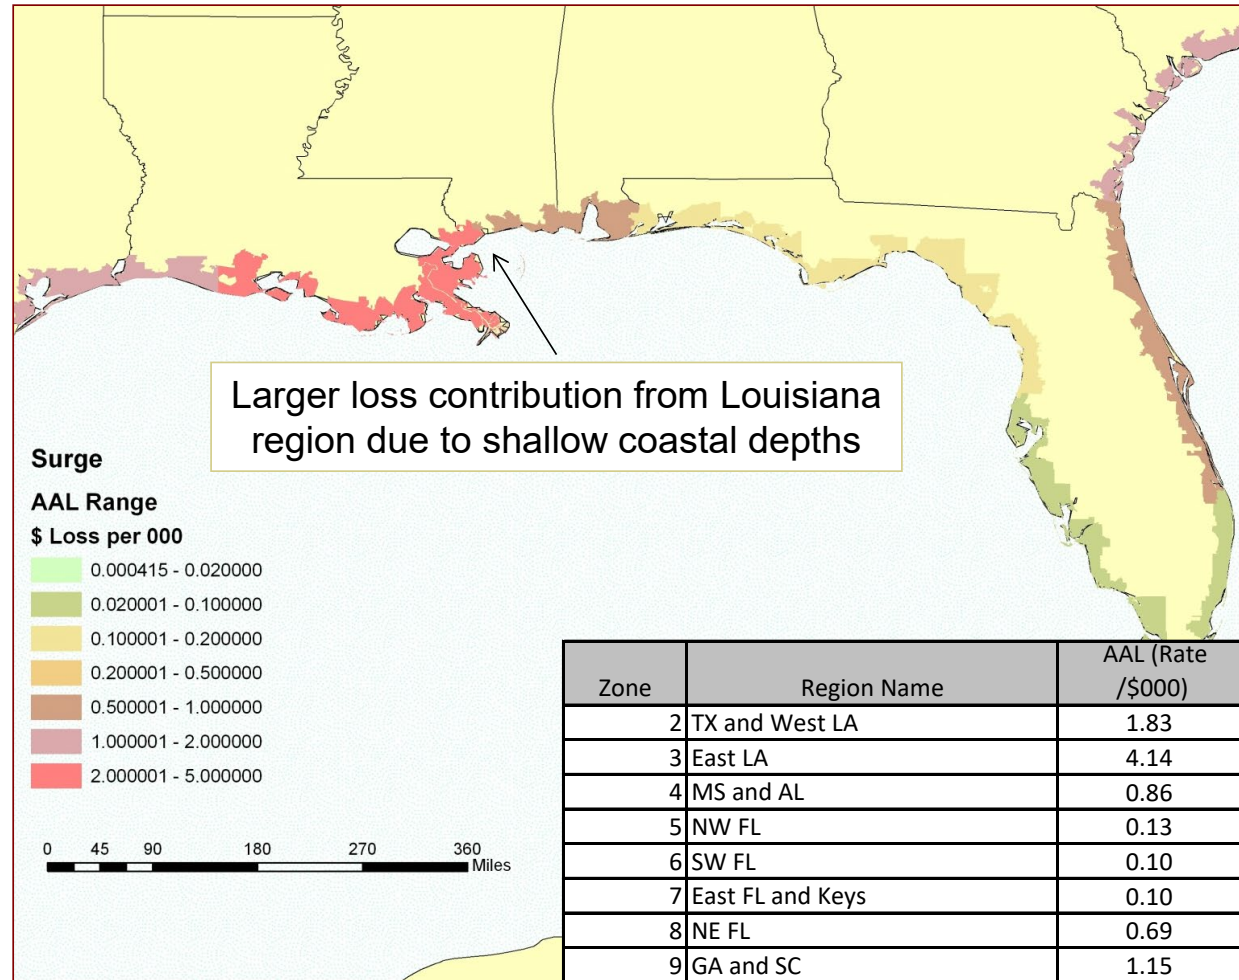 Larger loss contribution from Louisiana
region due to shallow coastal depths
Surge
AAL Range
$ Loss per 000
0.000415 - 0.020000
0.020001 - 0.100000
0.100001 - 0.200000
0.200001 - 0.500000
0.500001 - 1.000000
1.000001 - 2.000000
2.000001 - 5.000000
0 45 90 180 270 360
Miles
Zone Region Name AAL (Rate
/$000)
2 TX and West LA 1.83
3 East LA 4.14
4 MS and AL 0.86
5 NW FL 0.13
6 SW FL 0.10
7 East FL and Keys 0.10
8 NE FL 0.69
9 GA and SC 1.15